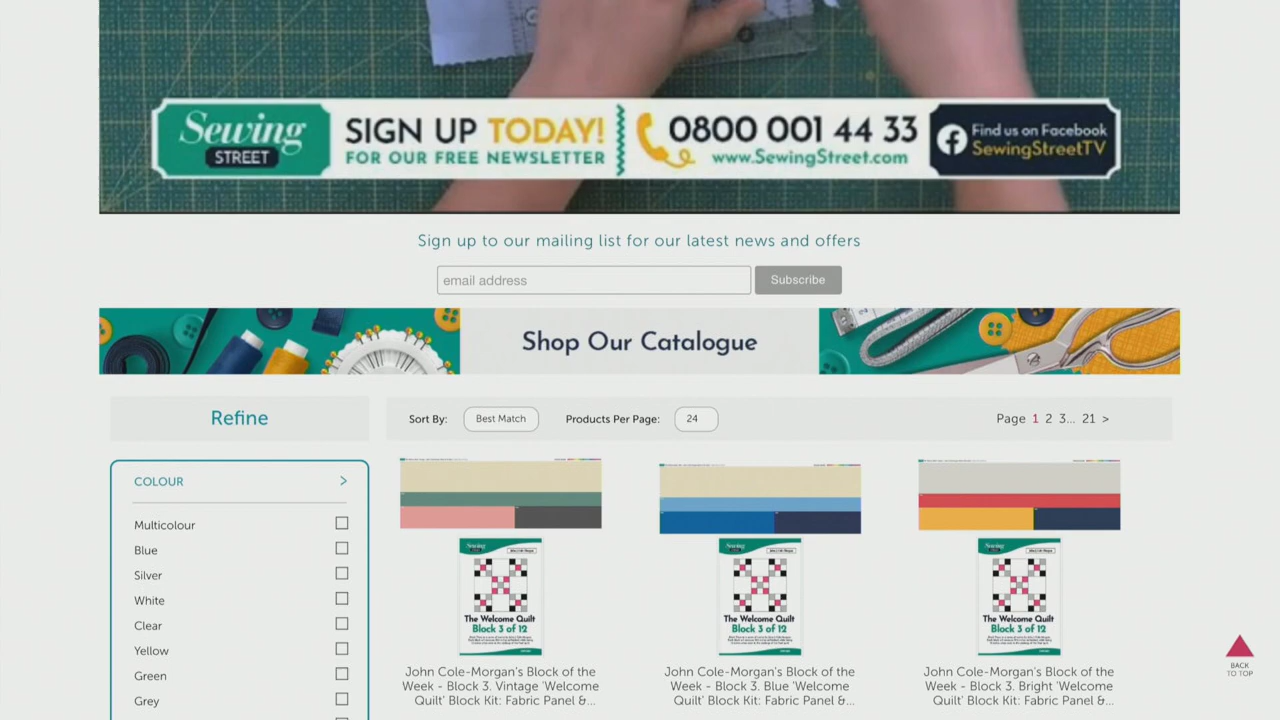 Sewing
STREET
SIGN UP TODAY!
FOR OUR FREE NEWSLETTER
0800 001 44 33
www.SewingStreet.com
Find us on Facebook
SewingStreetTV
Sign up to our mailing list for our latest news and offers
email address
Subscribe
Shop Our Catalogue
Refine
Sort By: Best Match Products Per Page: 24 Page 1 2 3... 21 >
COLOUR >
Multicolour
Blue
Silver
White
Clear
Yellow
Green
Grey
Sewing
The Welcome Quilt
Block 3 of 12
John Cole-Morgan's Block of the
Week - Block 3. Vintage 'Welcome
Quilt' Block Kit: Fabric Panel &...
Sewing
The Welcome Quilt
Block 3 of 12
John Cole-Morgan's Block of the
Week - Block 3. Blue 'Welcome
Quilt' Block Kit: Fabric Panel &...
Sewing
The Welcome Quilt
Block 3 of 12
John Cole-Morgan's Block of the
Week - Block 3. Bright 'Welcome
Quilt' Block Kit: Fabric Panel &...
BACK
TO TOP